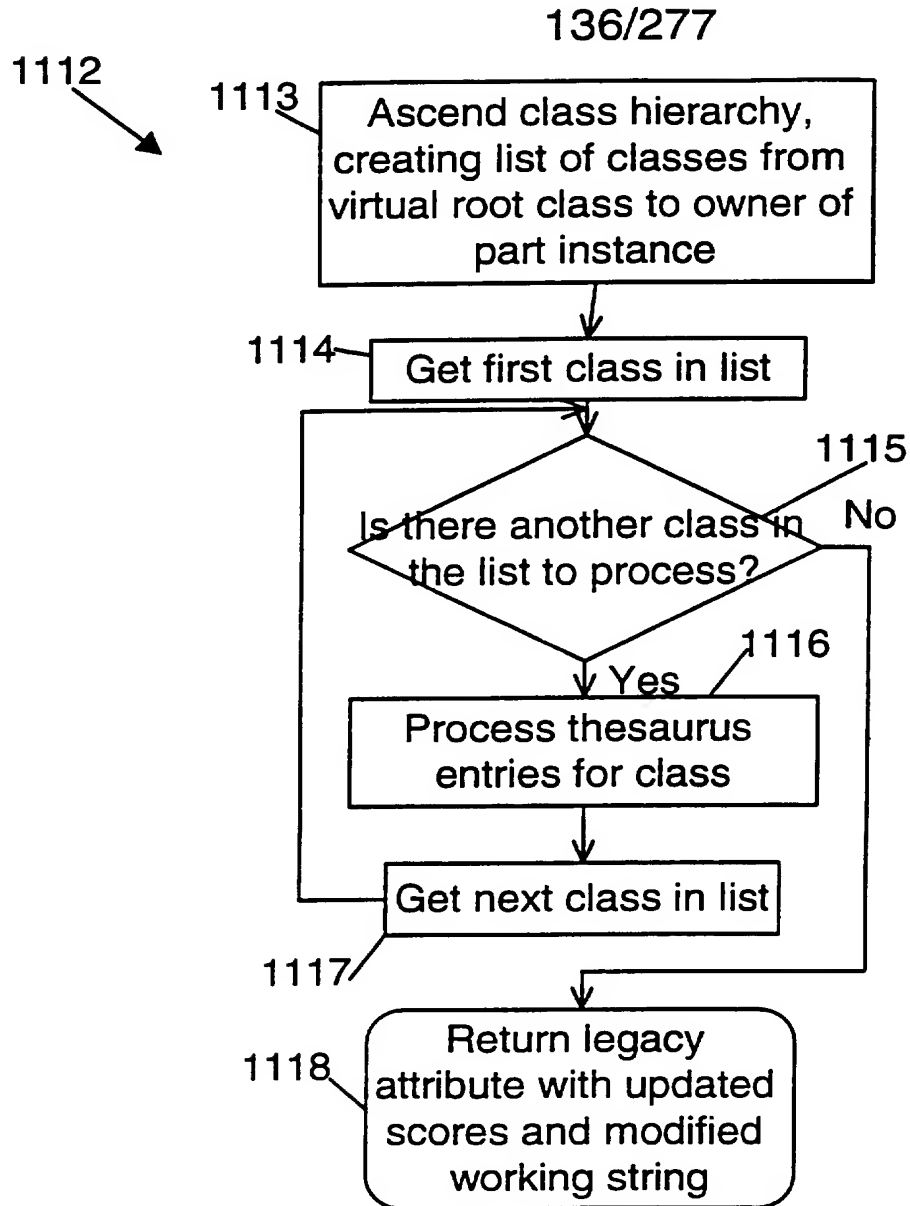 136/277
1112
1113
Ascend class hierarchy,
creating list of classes from
virtual root class to owner of
part instance
1114
Get first class in list
1115
Is there another class in
the list to process?
No
1116
Yes
Process thesaurus
entries for class
Get next class in list
1117
1118
Return legacy
attribute with updated
scores and modified
working string